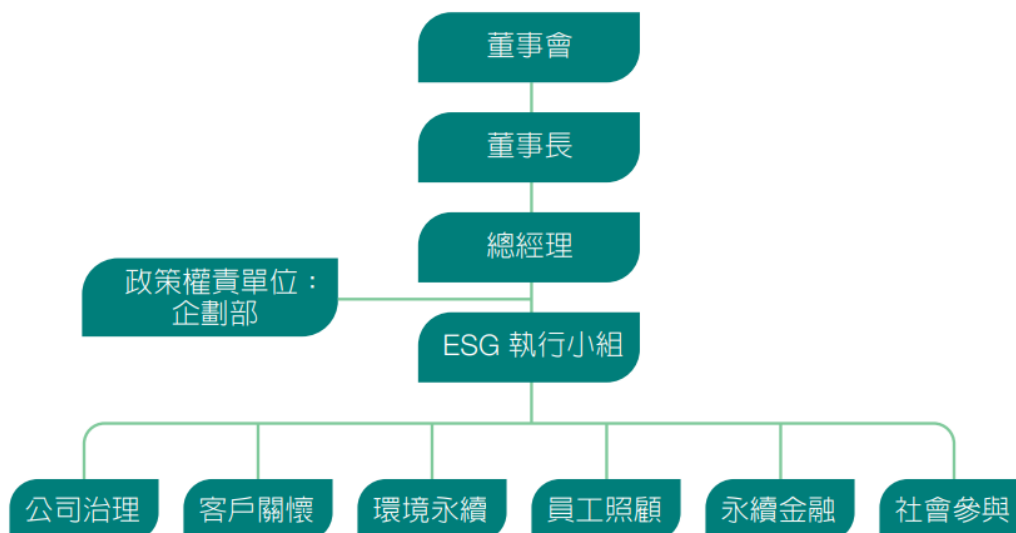 董事會
董事長
總經理
政策權責單位：
企劃部
ESG 執行小組
公司治理
客戶關懷
環境永續
員工照顧
永續金融
社會參與